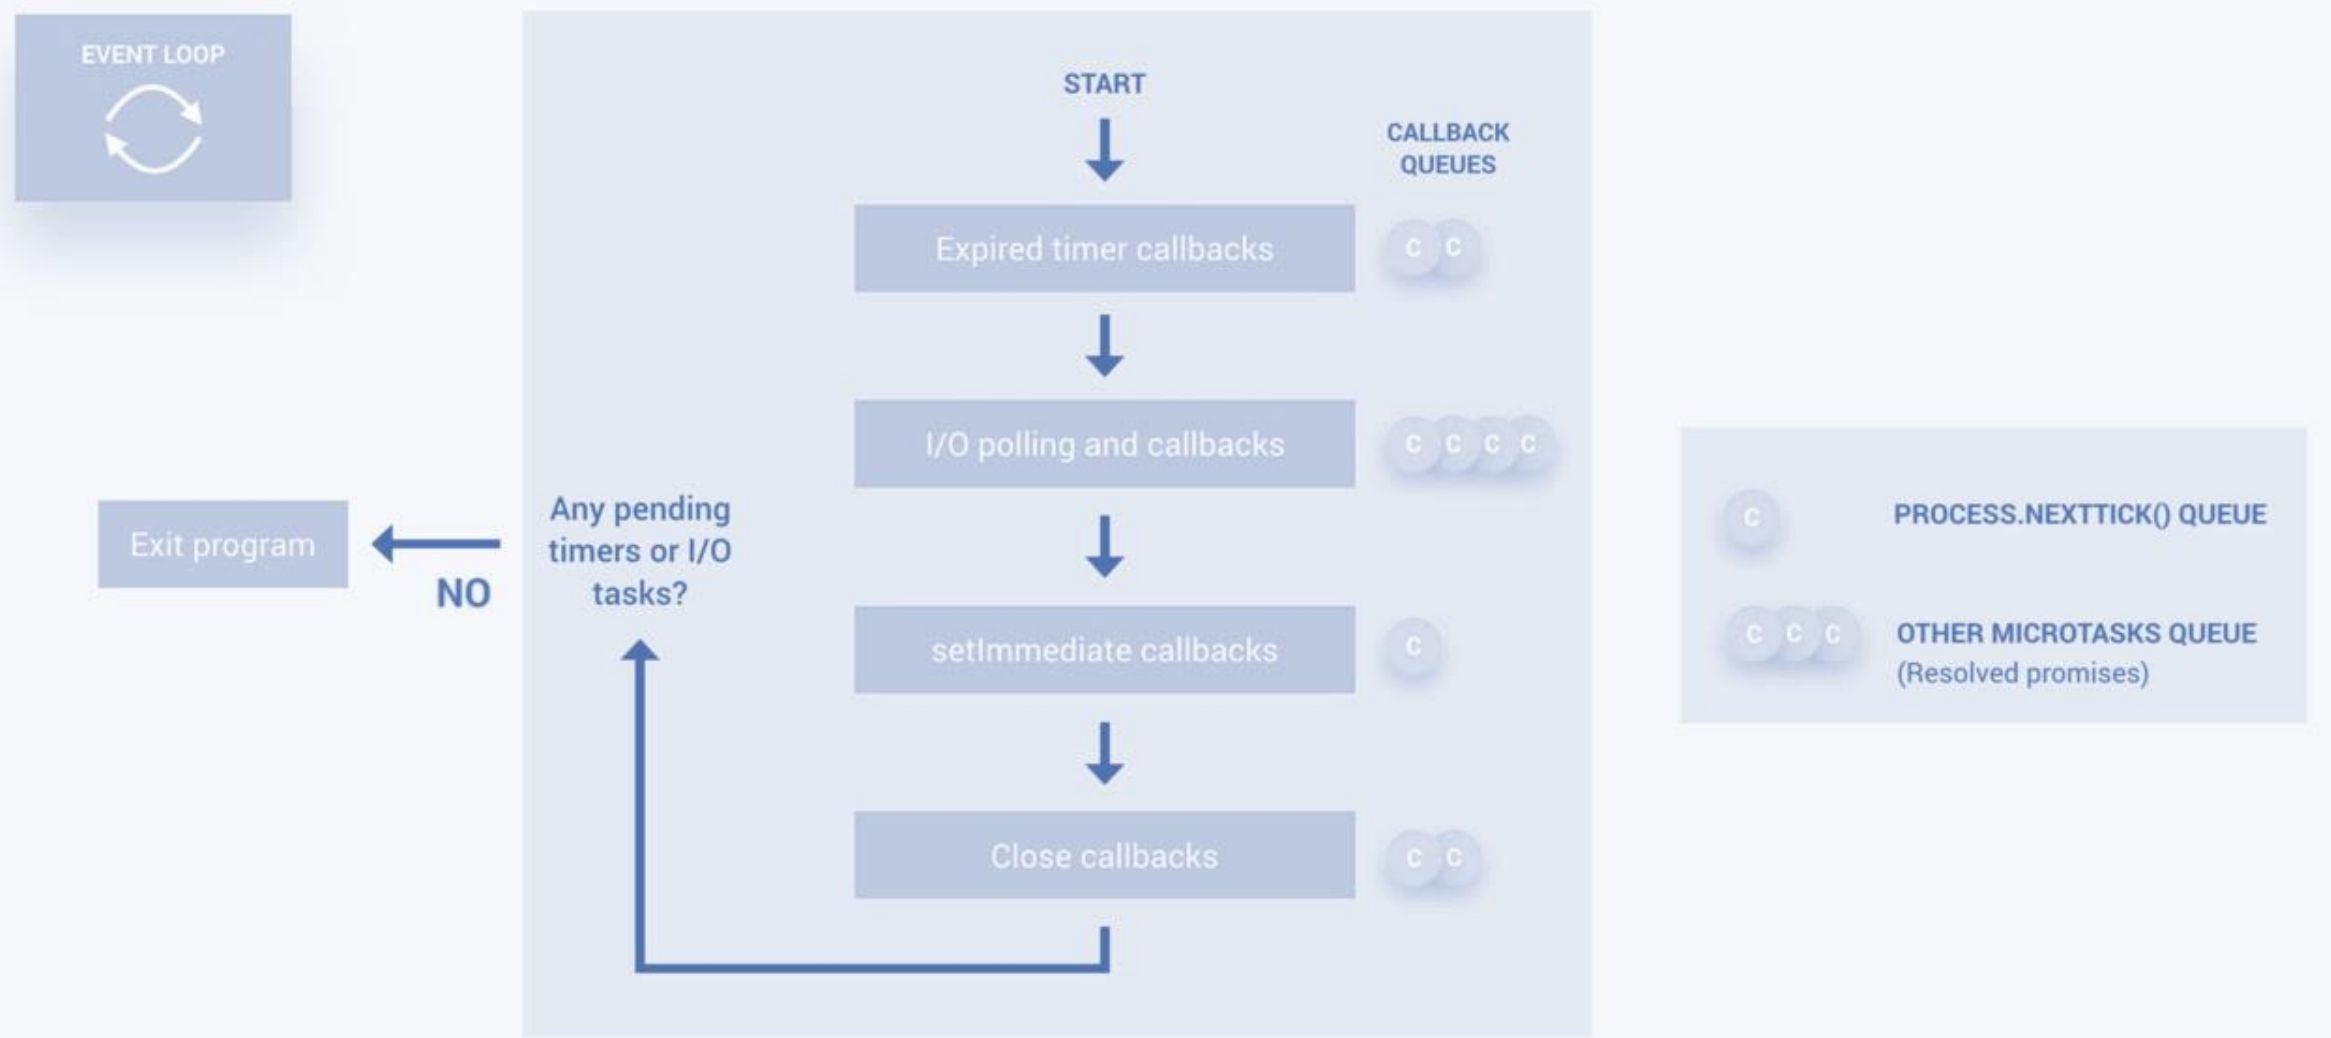 EVENT LOOP
START
CALLBACK
QUEUES
Expired timer callbacks
C C
I/O polling and callbacks
C C C C
Any pending
timers or I/O
tasks?
Exit program
NO
setImmediate callbacks
C
Close callbacks
C C
C
PROCESS.NEXTTICK() QUEUE
C C C
OTHER MICROTASKS QUEUE
(Resolved promises)